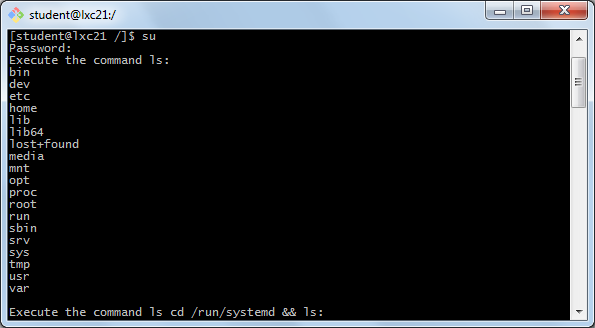 student@lxc21:/
[student@lxc21 /]$ su
Password:
Execute the command ls:
bin
dev
etc
home
lib
lib64
lost+found
media
mnt
opt
proc
root
run
sbin
srv
sys
tmp
usr
var
Execute the command ls cd /run/systemd && ls: